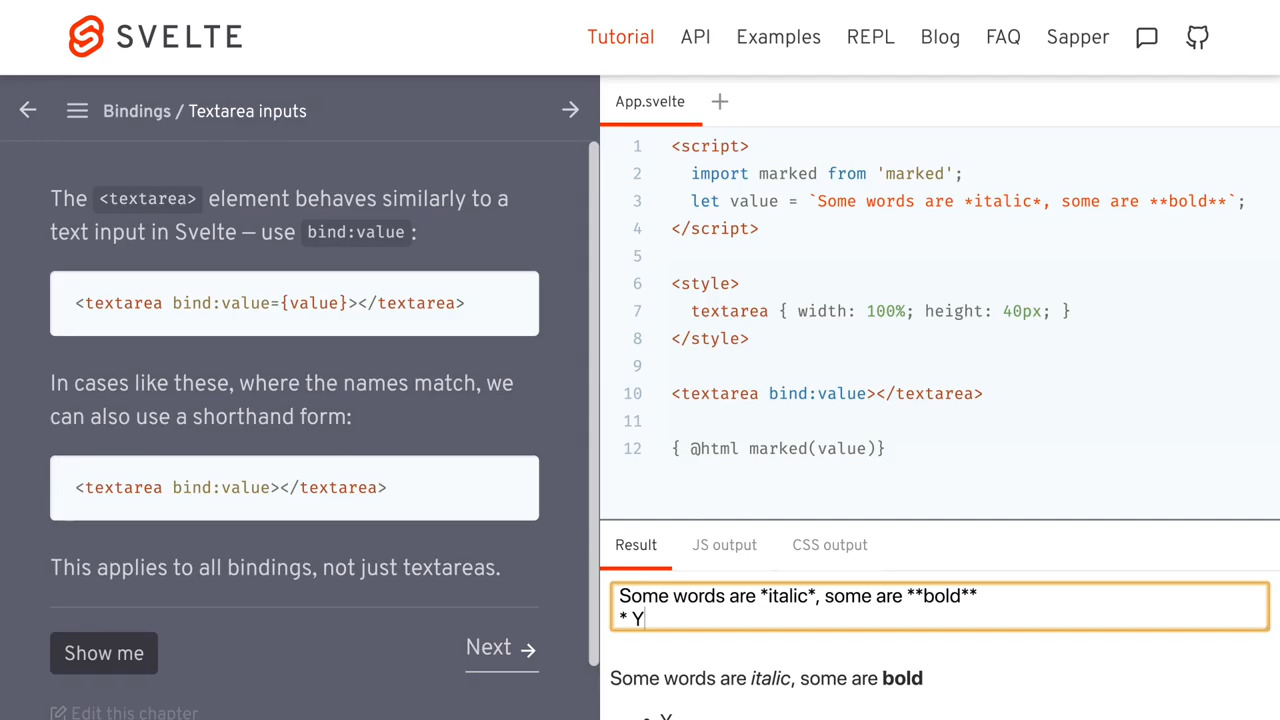 SVELTE
Tutorial API Examples REPL Blog FAQ Sapper
Bindings / Textarea inputs
The <textarea> element behaves similarly to a
text input in Svelte — use bind:value :
<textarea bind:value={value}></textarea>
In cases like these, where the names match, we
can also use a shorthand form:
<textarea bind:value></textarea>
This applies to all bindings, not just textareas.
Show me
Next
Edit this chapter
App.svelte
1 <script>
2 import marked from 'marked';
3 let value = `Some words are *italic*, some are **bold**`;
4 </script>
5
6 <style>
7 textarea { width: 100%; height: 40px; }
8 </style>
9
10 <textarea bind:value></textarea>
11
12 { @html marked(value)}
Result JS output CSS output
Some words are *italic*, some are **bold**
* Y
Some words are italic, some are bold
• Y